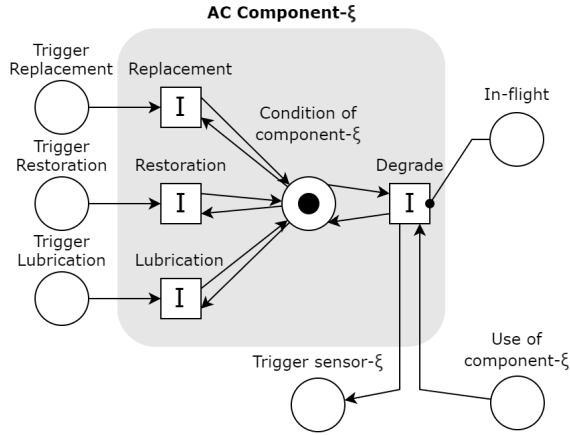 AC Component-ξ
Trigger
Replacement
Replacement
I
Condition of
component-ξ
In-flight
Trigger
Restoration
Restoration
I
Degrade
I
Trigger
Lubrication
Lubrication
I
Trigger sensor-ξ
Use of
component-ξ